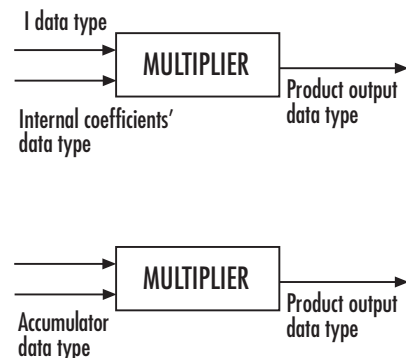 I data type
MULTIPLIER
Internal coefficients'
data type
Product output
data type
MULTIPLIER
Accumulator
data type
Product output
data type